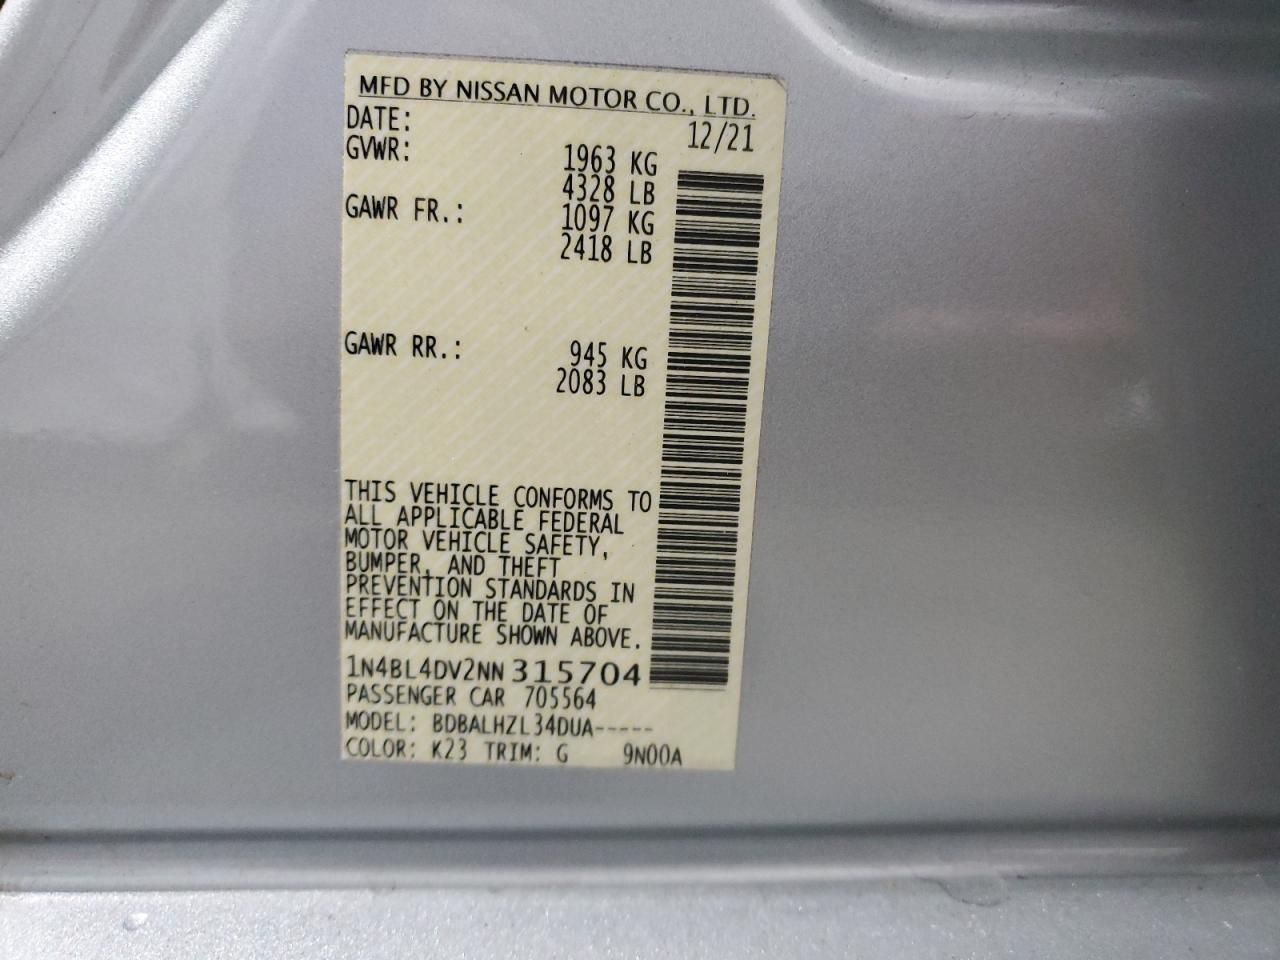 MFD BY NISSAN MOTOR CO., LTD.
DATE: 12/21
GVWR: 1963 KG
4328 LB
GAWR FR.: 1097 KG
2418 LB
GAWR RR.: 945 KG
2083 LB
THIS VEHICLE CONFORMS TO
ALL APPLICABLE FEDERAL
MOTOR VEHICLE SAFETY,
BUMPER, AND THEFT
PREVENTION STANDARDS IN
EFFECT ON THE DATE OF
MANUFACTURE SHOWN ABOVE.
1N4BL4DV2NN315704
PASSENGER CAR 705564
MODEL: BDBALHZL34DUA-----
COLOR: K23 TRIM: G 9N00A